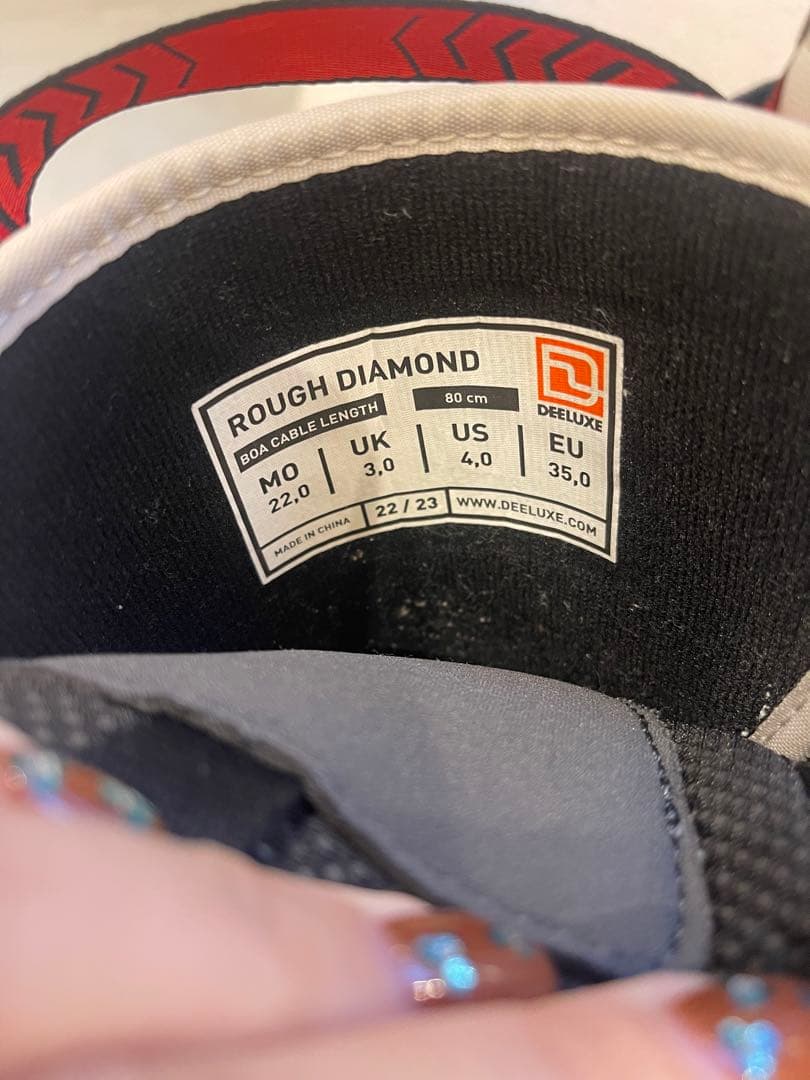 ROUGH DIAMOND
BOA CABLE LENGTH 80 cm
DEELUXE
MO UK US EU
22,0 3,0 4,0 35,0
MADE IN CHINA 22 / 23 WWW.DEELUXE.COM